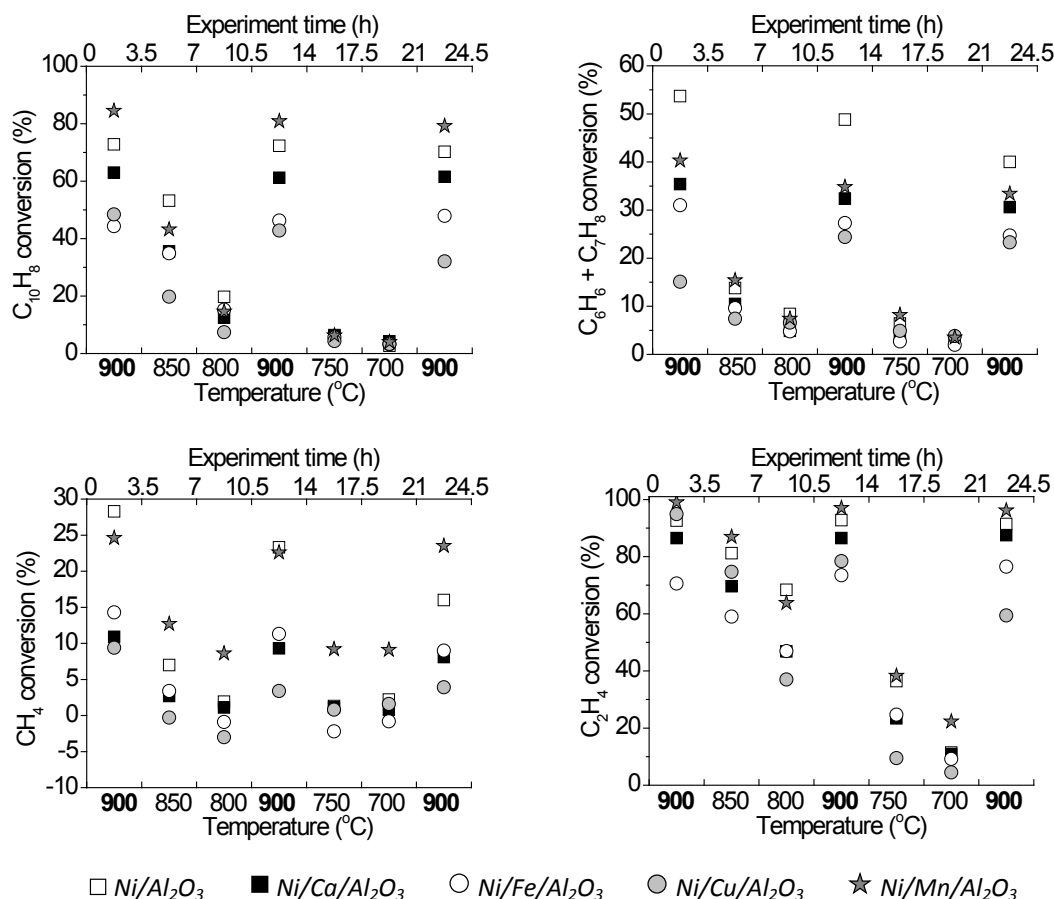 Experiment time (h)
0 3.5 7 10.5 14 17.5 21 24.5
C10H8 conversion (%)
100
80
60
40
20
0
900 850 800 900 750 700 900
Temperature (°C)
Experiment time (h)
0 3.5 7 10.5 14 17.5 21 24.5
C6H6 + C7H8 conversion (%)
60
50
40
30
20
10
0
900 850 800 900 750 700 900
Temperature (°C)
Experiment time (h)
0 3.5 7 10.5 14 17.5 21 24.5
CH4 conversion (%)
30
25
20
15
10
5
0
-5
-10
900 850 800 900 750 700 900
Temperature (°C)
Experiment time (h)
0 3.5 7 10.5 14 17.5 21 24.5
C2H4 conversion (%)
100
80
60
40
20
0
900 850 800 900 750 700 900
Temperature (°C)
Ni/Al2O3 Ni/Ca/Al2O3 Ni/Fe/Al2O3 Ni/Cu/Al2O3 Ni/Mn/Al2O3